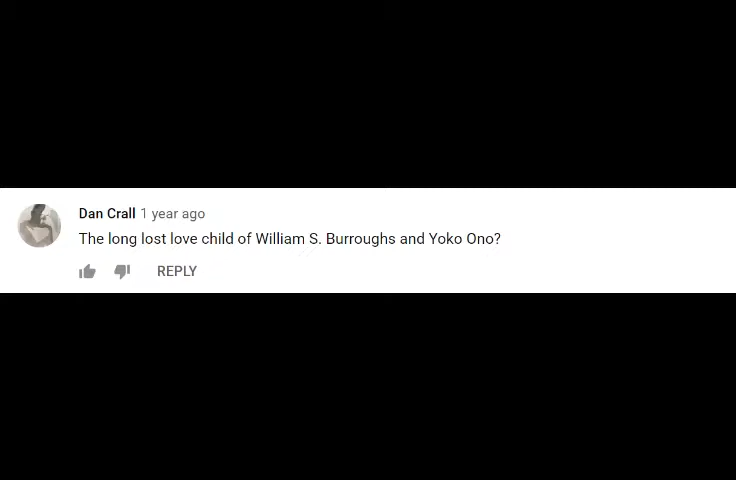 Dan Crall 1 year ago
The long lost love child of William S. Burroughs and Yoko Ono?
REPLY